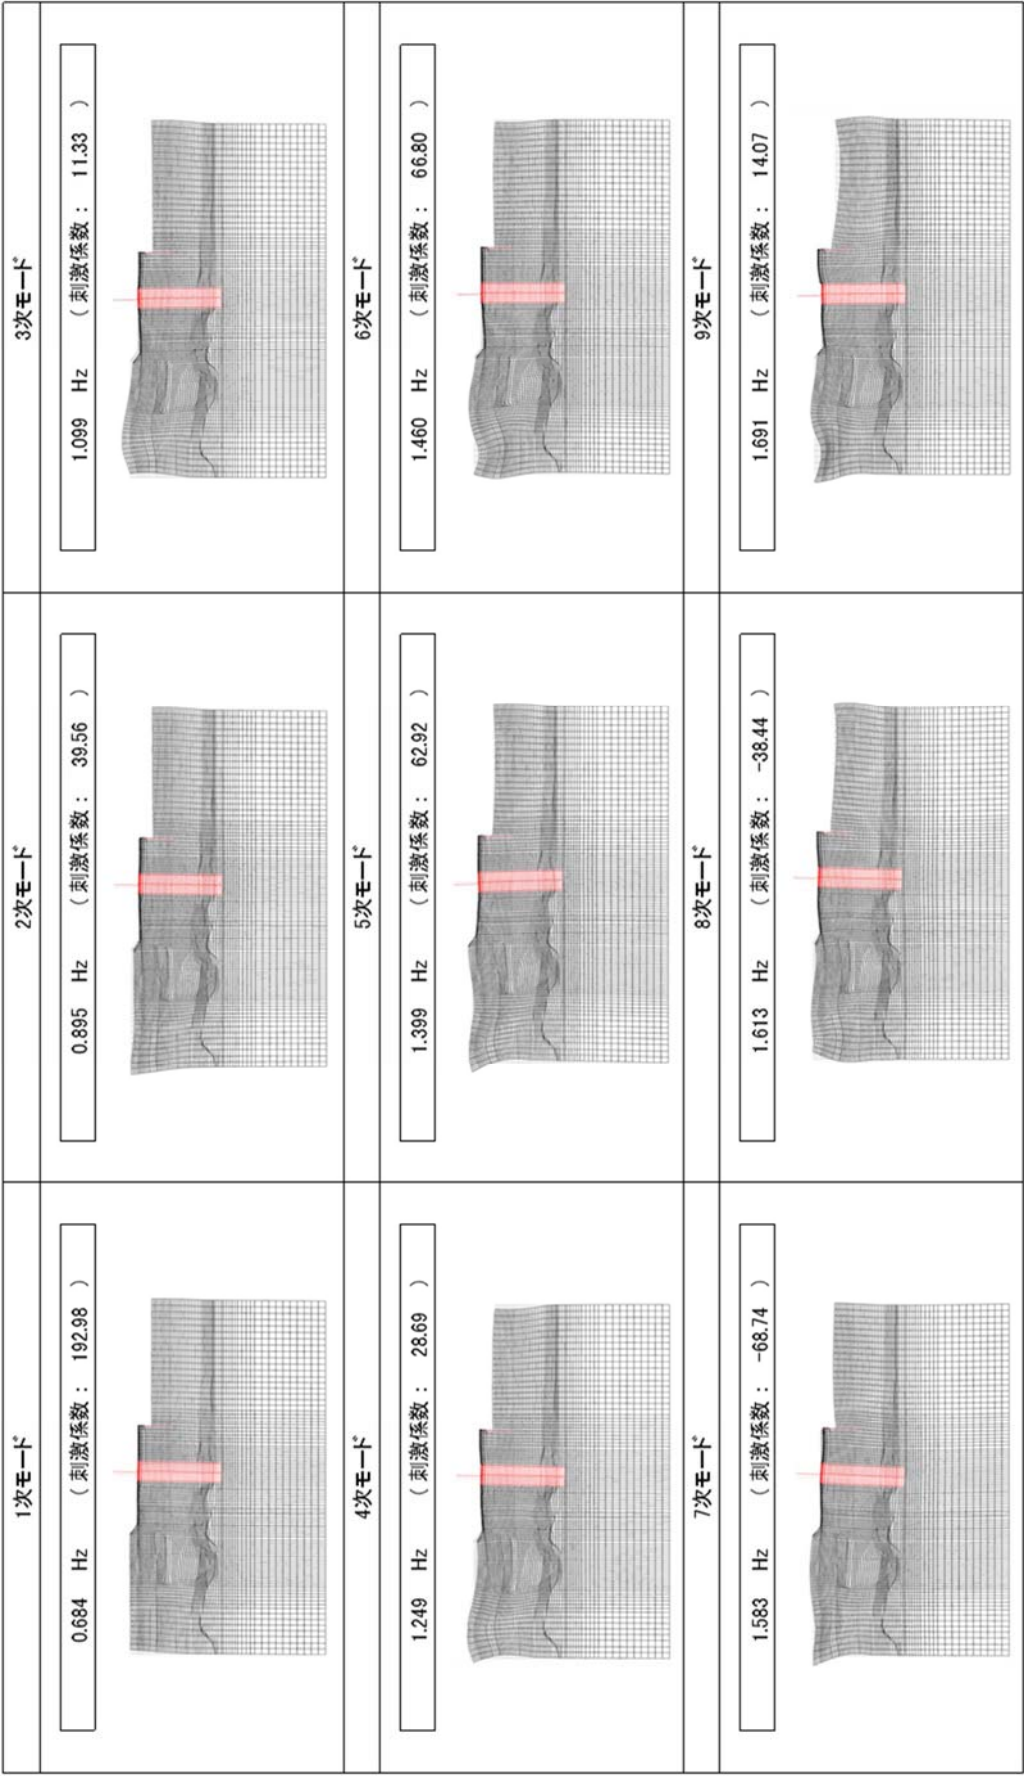 1次モード
0.684 Hz （ 刺激係数： 192.98 ）
2次モード
0.895 Hz （ 刺激係数： 39.56 ）
3次モード
1.099 Hz （ 刺激係数： 11.33 ）
4次モード
1.249 Hz （ 刺激係数： 28.69 ）
5次モード
1.399 Hz （ 刺激係数： 62.92 ）
6次モード
1.460 Hz （ 刺激係数： 66.80 ）
7次モード
1.583 Hz （ 刺激係数： -68.74 ）
8次モード
1.613 Hz （ 刺激係数： -38.44 ）
9次モード
1.691 Hz （ 刺激係数： 14.07 ）